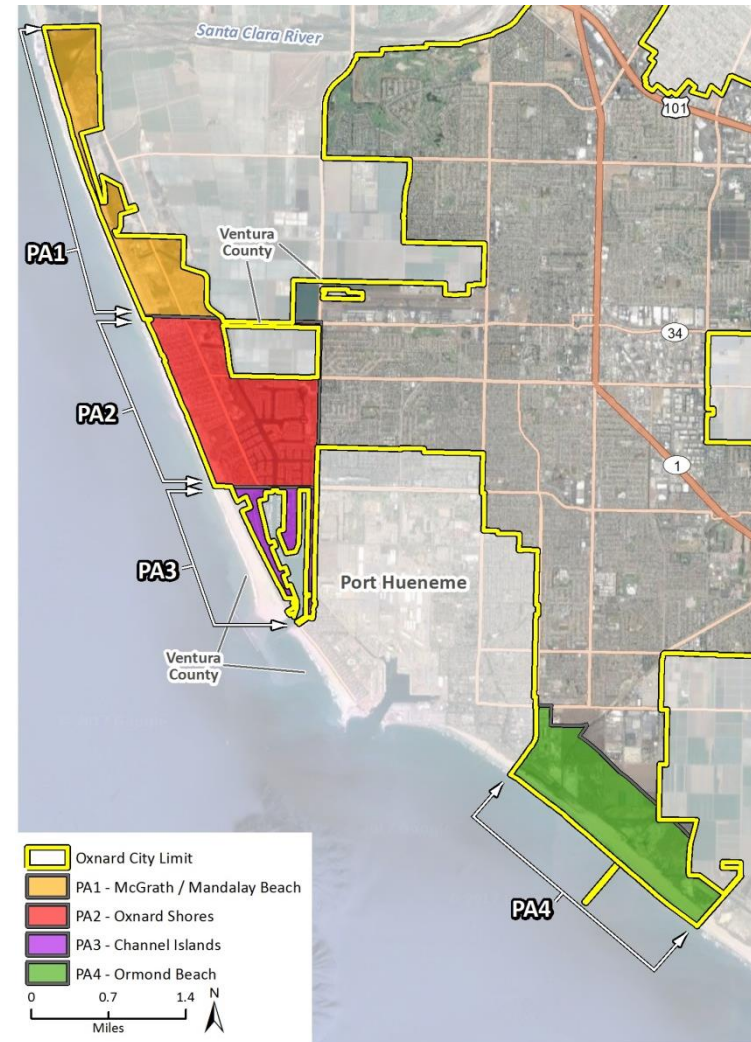 Santa Clara River
101
Ventura
County
PA1
34
PA2
1
PA3
Port Hueneme
Ventura
County
PA4
Oxnard City Limit
PA1 - McGrath / Mandalay Beach
PA2 - Oxnard Shores
PA3 - Channel Islands
PA4 - Ormond Beach
0 0.7 1.4
Miles
N